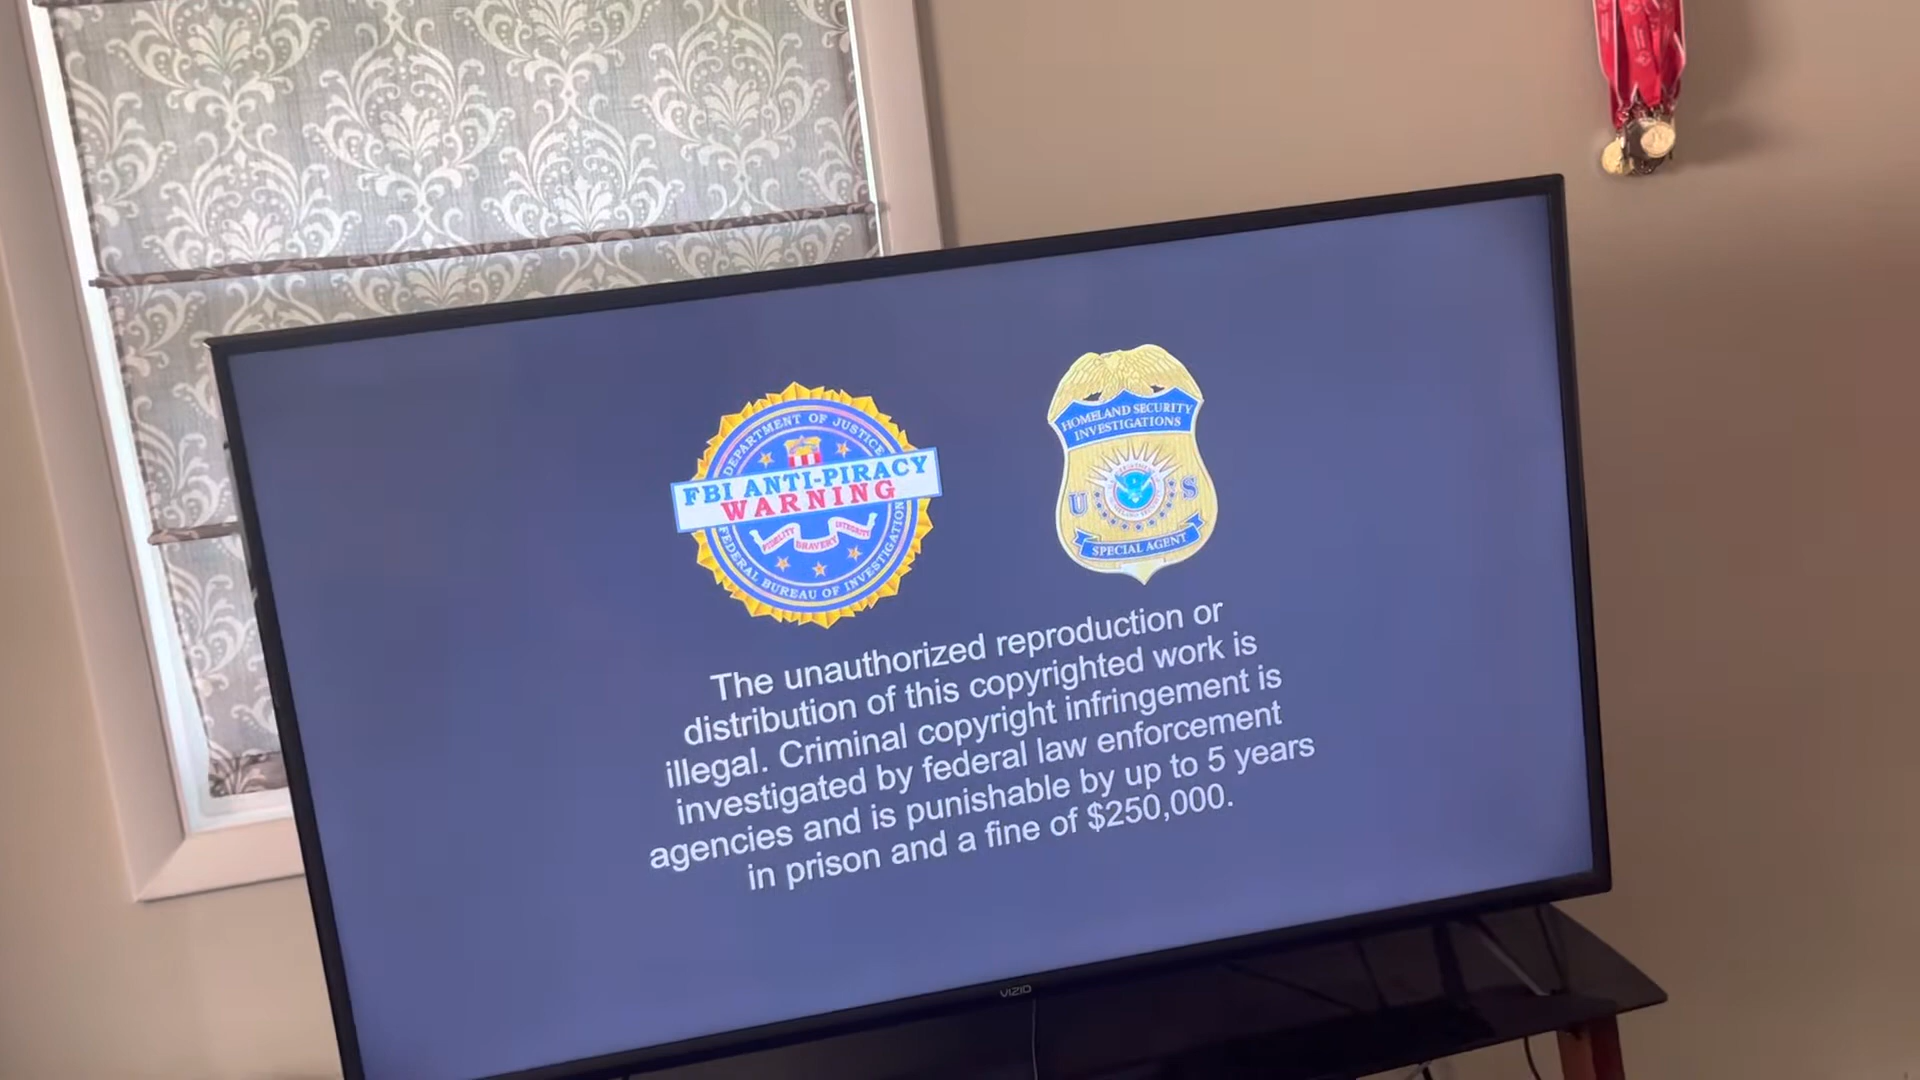 DEPARTMENT OF JUSTICE
FBI ANTI-PIRACY
WARNING
FIDELITY BRAVERY INTEGRITY
FEDERAL BUREAU OF INVESTIGATION
HOMELAND SECURITY
INVESTIGATIONS
U S
SPECIAL AGENT
The unauthorized reproduction or
distribution of this copyrighted work is
illegal. Criminal copyright infringement is
investigated by federal law enforcement
agencies and is punishable by up to 5 years
in prison and a fine of $250,000.
VIZIO